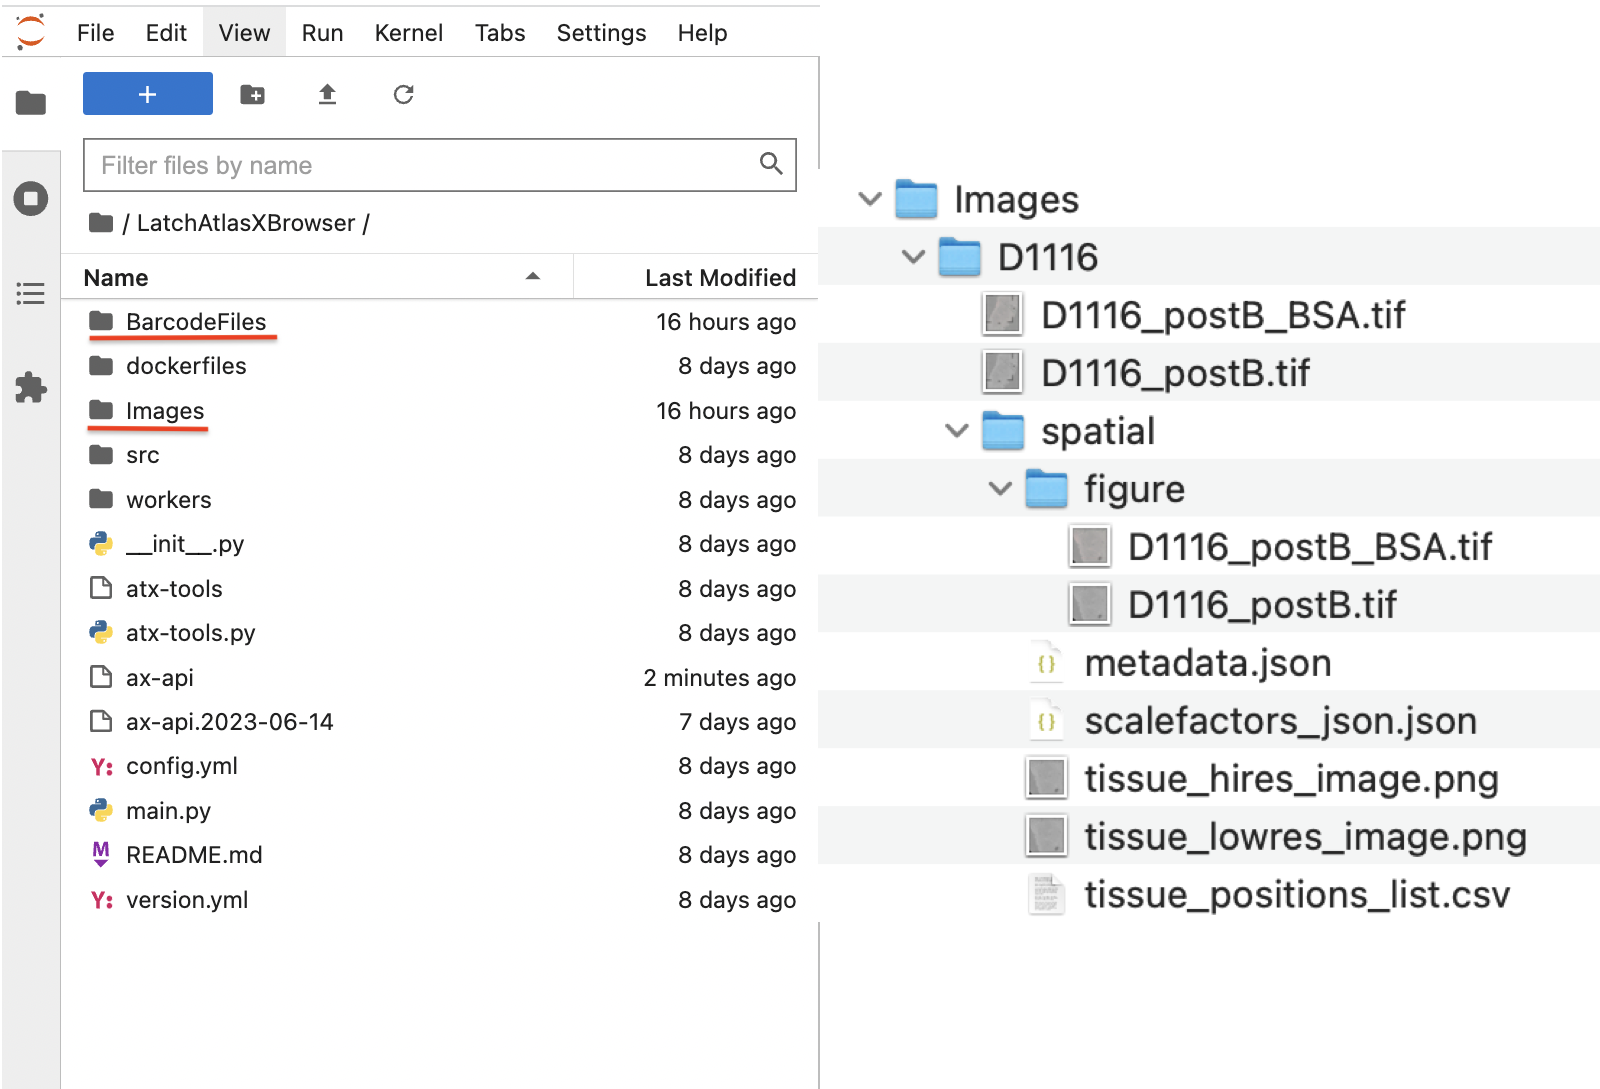 File Edit View Run Kernel Tabs Settings Help
+
Filter files by name
/ LatchAtlasXBrowser /
Name Last Modified
BarcodeFiles 16 hours ago
dockerfiles 8 days ago
Images 16 hours ago
src 8 days ago
workers 8 days ago
__init__.py 8 days ago
atx-tools 8 days ago
atx-tools.py 8 days ago
ax-api 2 minutes ago
ax-api.2023-06-14 7 days ago
Y: config.yml 8 days ago
main.py 8 days ago
M README.md 8 days ago
Y: version.yml 8 days ago
Images
D1116
D1116_postB_BSA.tif
D1116_postB.tif
spatial
figure
D1116_postB_BSA.tif
D1116_postB.tif
{} metadata.json
{} scalefactors_json.json
tissue_hires_image.png
tissue_lowres_image.png
tissue_positions_list.csv